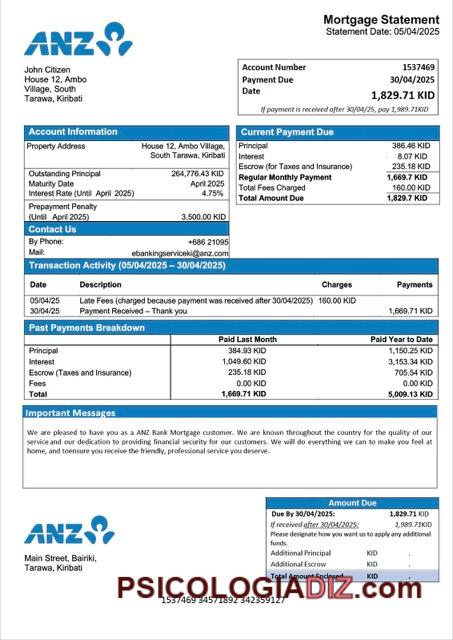 ANZ
Mortgage Statement
Statement Date: 05/04/2025
John Citizen
House 12, Ambo
Village, South
Tarawa, Kiribati
Account Number 1537469
Payment Due 30/04/2025
Date 1,829.71 KID
If payment is received after 30/04/25, pay 1,989.71KID
Account Information
Property Address House 12, Ambo Village,
South Tarawa, Kiribati
Outstanding Principal 264,776.43 KID
Maturity Date April 2025
Interest Rate (Until April 2025) 4.75%
Prepayment Penalty
(Until April 2025) 3,500.00 KID
Contact Us
By Phone: +686 21095
Mail: ebankingserviceki@anz.com
Current Payment Due
Principal 386.46 KID
Interest 8.07 KID
Escrow (for Taxes and Insurance) 235.18 KID
Regular Monthly Payment 1,669.7 KID
Total Fees Charged 160.00 KID
Total Amount Due 1,829.7 KID
Transaction Activity (05/04/2025 – 30/04/2025)
Date Description Charges Payments
05/04/25 Late Fees (charged because payment was received after 30/04/2025) 160.00 KID
30/04/25 Payment Received – Thank you 1,669.71 KID
Past Payments Breakdown
Paid Last Month Paid Year to Date
Principal 384.93 KID 1,150.25 KID
Interest 1,049.60 KID 3,153.34 KID
Escrow (Taxes and Insurance) 235.18 KID 705.54 KID
Fees 0.00 KID 0.00 KID
Total 1,669.71 KID 5,009.13 KID
Important Messages
We are pleased to have you as a ANZ Bank Mortgage customer. We are known throughout the country for the quality of our
service and our dedication to providing financial security for our customers. We will do everything we can to make you feel at
home, and toensure you receive the friendly, professional service you deserve.
ANZ
Main Street, Bairiki,
Tarawa, Kiribati
Amount Due
Due By 30/04/2025: 1,829.71 KID
If received after 30/04/2025: 1,989.71KID
Please designate how you want us to apply any additional
funds.
Additional Principal KID .
Additional Escrow KID .
Total Amount Enclosed KID .
PSICOLOGIADIZ.com
1537469 34571892 342359127